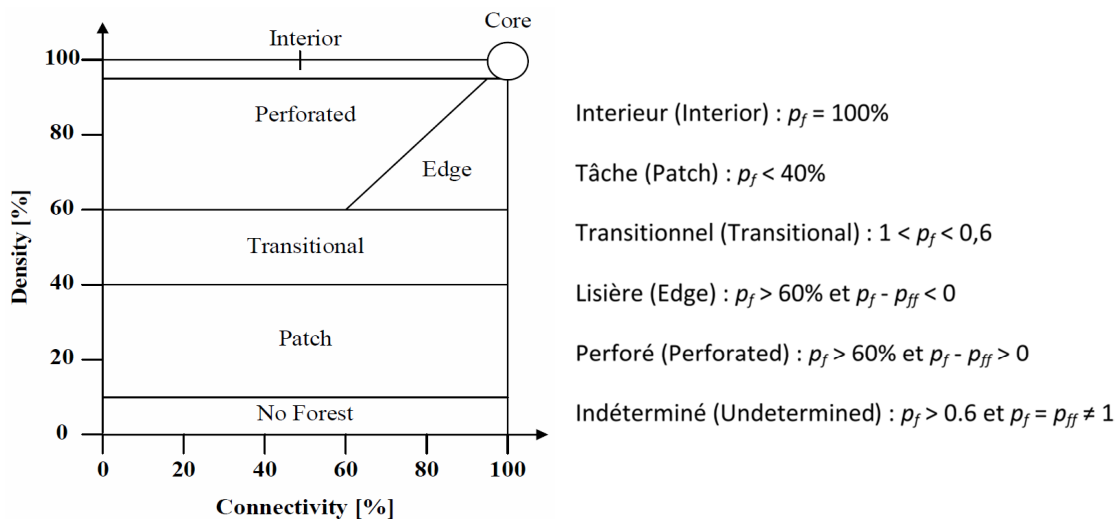 Core
Interior
100
Perforated
80
Edge
60
Transitional
40
Patch
20
No Forest
0
Density [%]
0 20 40 60 80 100
Connectivity [%]
Interieur (Interior) : pf = 100%
Tâche (Patch) : pf < 40%
Transitionnel (Transitional) : 1 < pf < 0,6
Lisière (Edge) : pf > 60% et pf - pff < 0
Perforé (Perforated) : pf > 60% et pf - pff > 0
Indéterminé (Undetermined) : pf > 0.6 et pf = pff ≠ 1